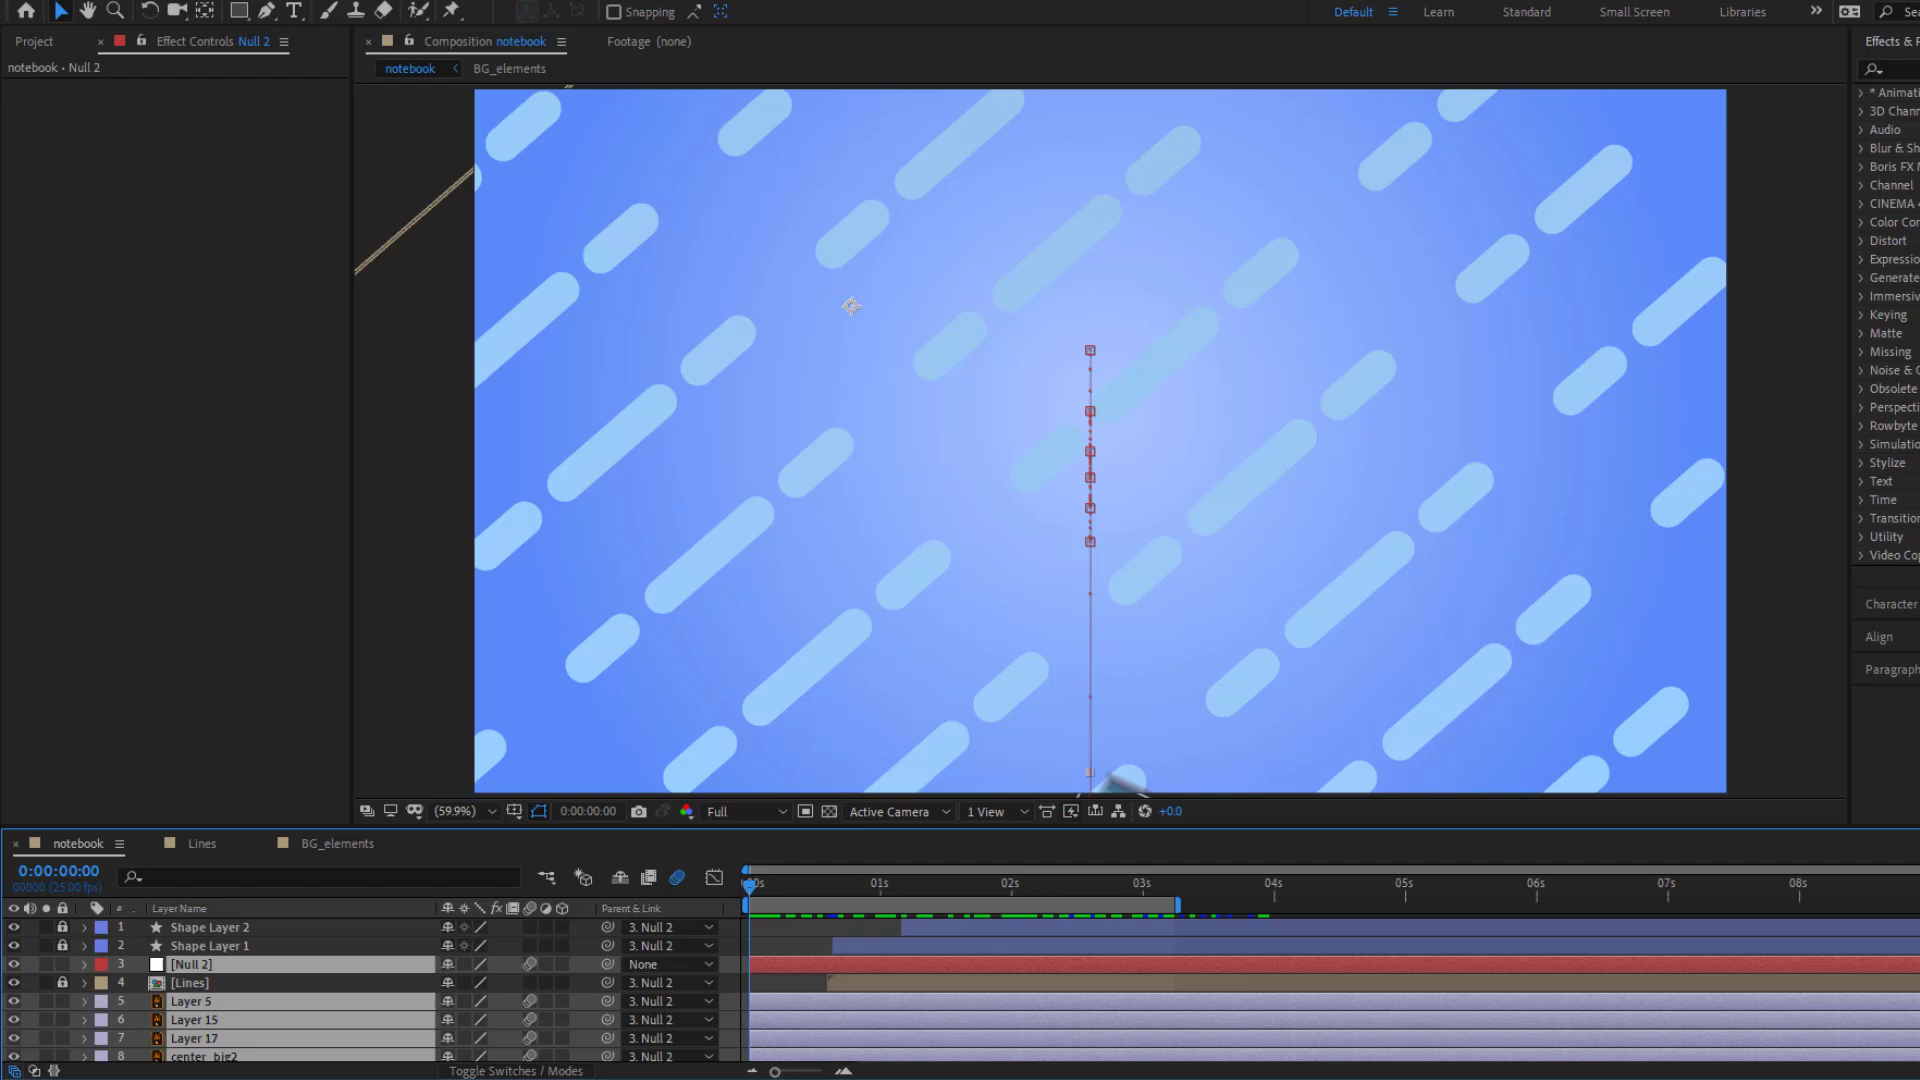 Snapping
Default
Learn
Standard
Small Screen
Libraries
Project
Effect Controls Null 2
Composition notebook
Footage (none)
Effects &
notebook • Null 2
notebook
BG_elements
* Animati
3D Chann
Audio
Blur & Sh
Boris FX
Channel
CINEMA
Color Cor
Distort
Expressio
Generate
Immersiv
Keying
Matte
Missing
Noise &
Obsolete
Perspecti
Rowbyte
Simulatio
Stylize
Text
Time
Transition
Utility
Video Co
Character
Align
Paragraph
(59.9%)
0:00:00:00
Full
Active Camera
1 View
+0.0
notebook
Lines
BG_elements
0:00:00:00
00000 (25.00 fps)
00s
01s
02s
03s
04s
05s
06s
07s
08s
# Layer Name
fx
Parent & Link
1 Shape Layer 2 3. Null 2
2 Shape Layer 1 3. Null 2
3 [Null 2] None
4 [Lines] 3. Null 2
5 Layer 5 3. Null 2
6 Layer 15 3. Null 2
7 Layer 17 3. Null 2
8 center_big2 3. Null 2
Toggle Switches / Modes